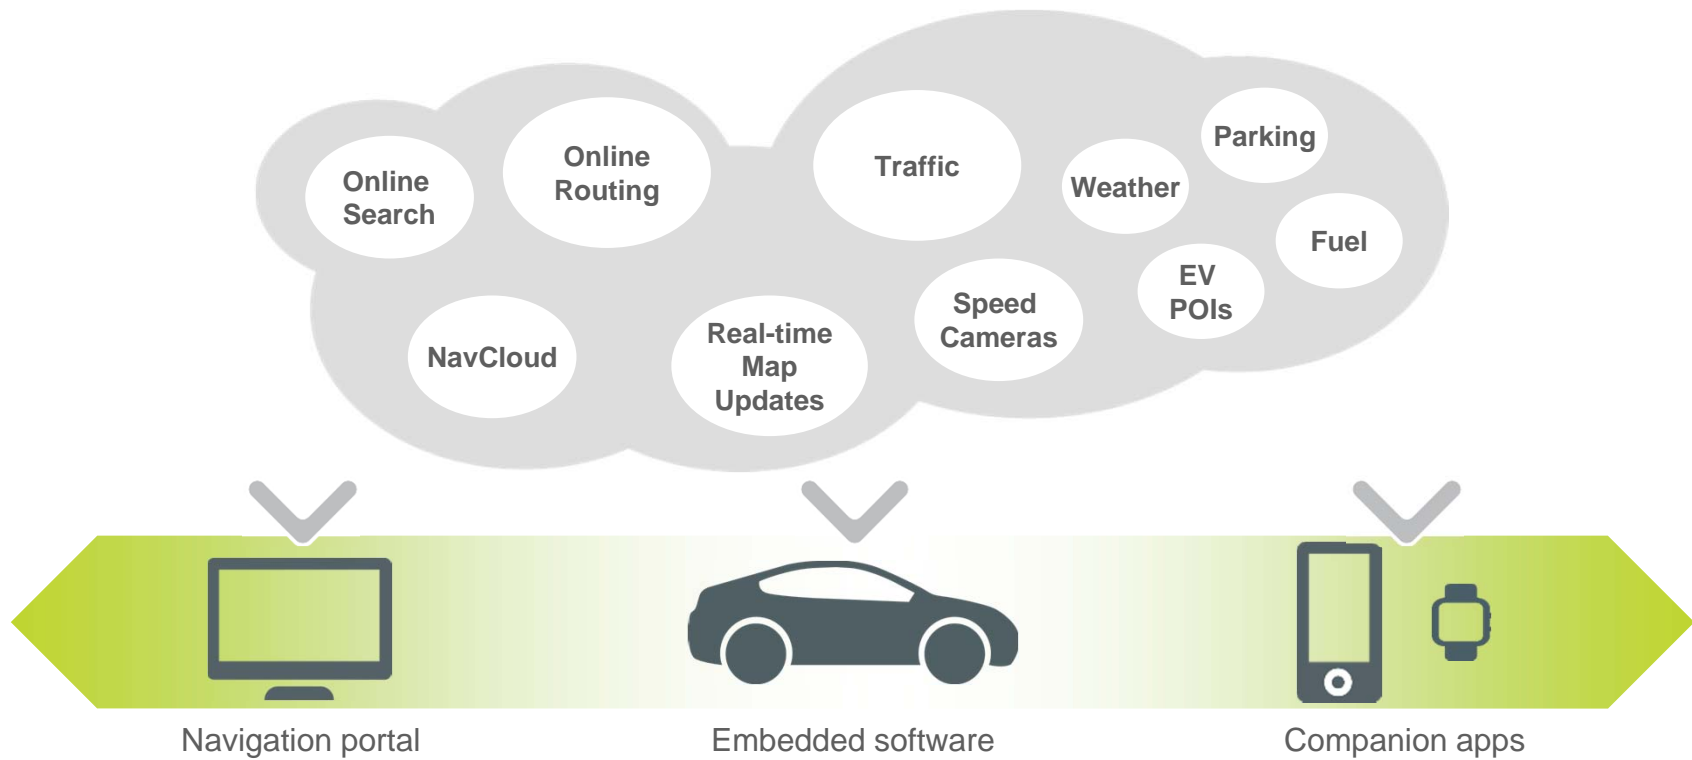 Online
Search
Online
Routing
Traffic
Weather
Parking
Fuel
EV
POIs
Speed
Cameras
Real-time
Map
Updates
NavCloud
Navigation portal
Embedded software
Companion apps